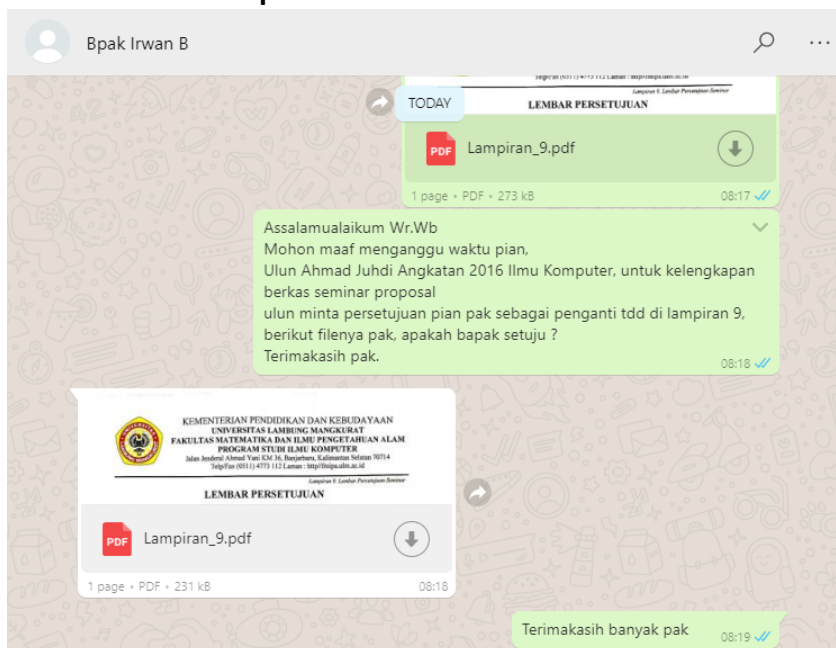 Bpak Irwan B
...
TODAY
LEMBAR PERSETUJUAN
PDF
Lampiran_9.pdf
1 page • PDF • 273 kB
08:17
Assalamualaikum Wr.Wb
Mohon maaf menganggu waktu pian,
Ulun Ahmad Juhdi Angkatan 2016 Ilmu Komputer, untuk kelengkapan
berkas seminar proposal
ulun minta persetujuan pian pak sebagai penganti tdd di lampiran 9,
berikut filenya pak, apakah bapak setuju ?
Terimakasih pak.
08:18
KEMENTERIAN PENDIDIKAN DAN KEBUDAYAAN
UNIVERSITAS LAMBUNG MANGKURAT
FAKULTAS MATEMATIKA DAN ILMU PENGETAHUAN ALAM
PROGRAM STUDI ILMU KOMPUTER
Jalan Jenderal Ahmad Yani KM 36, Banjarbaru, Kalimantan Selatan 70714
Telp/Fax (0511) 4773 112 Laman : http//fmipa.ulm.ac.id
Lampiran 9. Lembar Persetujuan Seminar
LEMBAR PERSETUJUAN
PDF
Lampiran_9.pdf
1 page • PDF • 231 kB
08:18
Terimakasih banyak pak
08:19